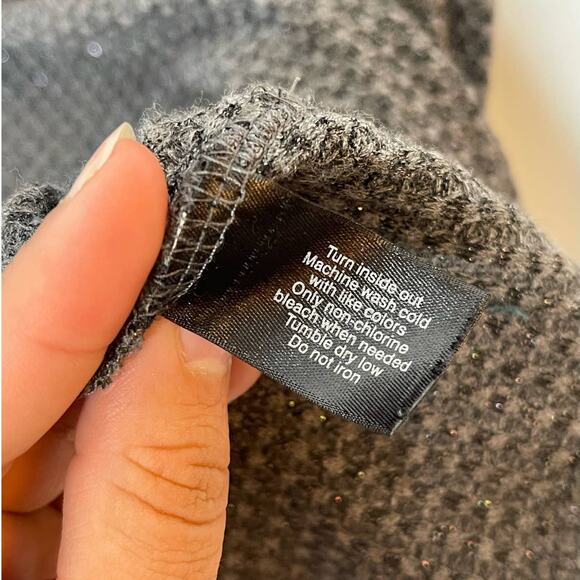 Turn inside out
Machine wash cold
with like colors
Only non-chlorine
bleach when needed
Tumble dry low
Do not iron